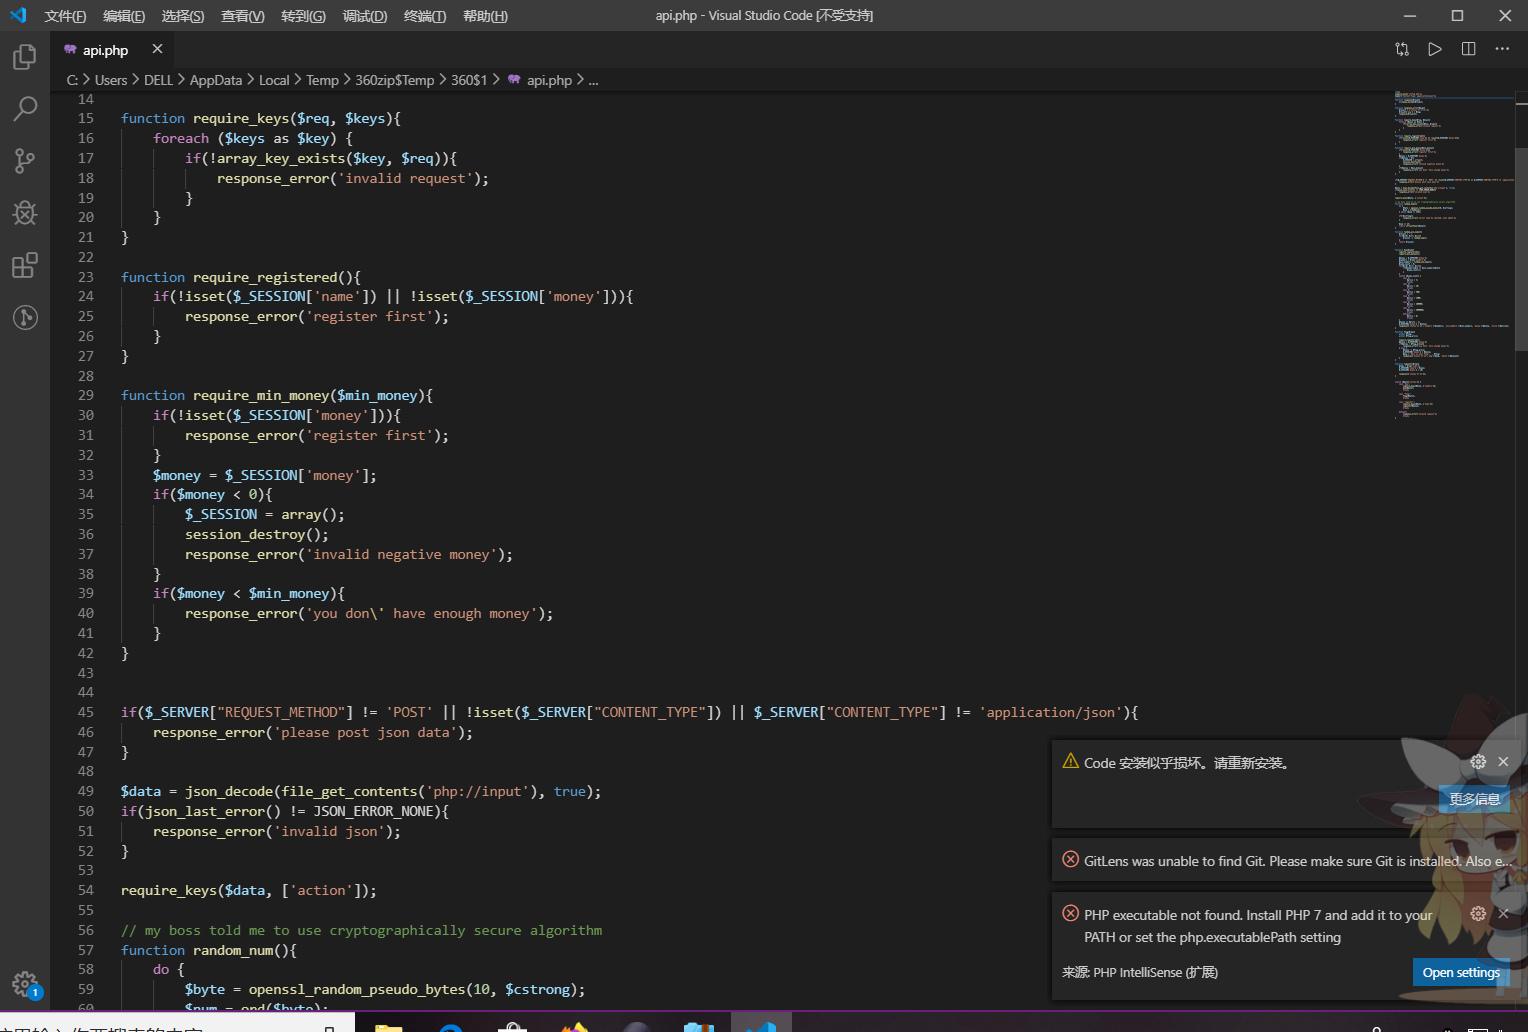 文件(F) 编辑(E) 选择(S) 查看(V) 转到(G) 调试(D) 终端(T) 帮助(H) api.php - Visual Studio Code [不受支持]
api.php
C: > Users > DELL > AppData > Local > Temp > 360zip$Temp > 360$1 > api.php > ...
14
15 function require_keys($req, $keys){
16     foreach ($keys as $key) {
17         if(!array_key_exists($key, $req)){
18             response_error('invalid request');
19         }
20     }
21 }
22
23 function require_registered(){
24     if(!isset($_SESSION['name']) || !isset($_SESSION['money'])){
25         response_error('register first');
26     }
27 }
28
29 function require_min_money($min_money){
30     if(!isset($_SESSION['money'])){
31         response_error('register first');
32     }
33     $money = $_SESSION['money'];
34     if($money < 0){
35         $_SESSION = array();
36         session_destroy();
37         response_error('invalid negative money');
38     }
39     if($money < $min_money){
40         response_error('you don\' have enough money');
41     }
42 }
43
44
45 if($_SERVER["REQUEST_METHOD"] != 'POST' || !isset($_SERVER["CONTENT_TYPE"]) || $_SERVER["CONTENT_TYPE"] != 'application/json'){
46     response_error('please post json data');
47 }
48
49 $data = json_decode(file_get_contents('php://input'), true);
50 if(json_last_error() != JSON_ERROR_NONE){
51     response_error('invalid json');
52 }
53
54 require_keys($data, ['action']);
55
56 // my boss told me to use cryptographically secure algorithm
57 function random_num(){
58     do {
59         $byte = openssl_random_pseudo_bytes(10, $cstrong);
60         $num = ord($byte);
Code 安装似乎损坏。请重新安装。
更多信息
GitLens was unable to find Git. Please make sure Git is installed. Also e...
PHP executable not found. Install PHP 7 and add it to your
PATH or set the php.executablePath setting
来源: PHP IntelliSense (扩展)
Open settings
1